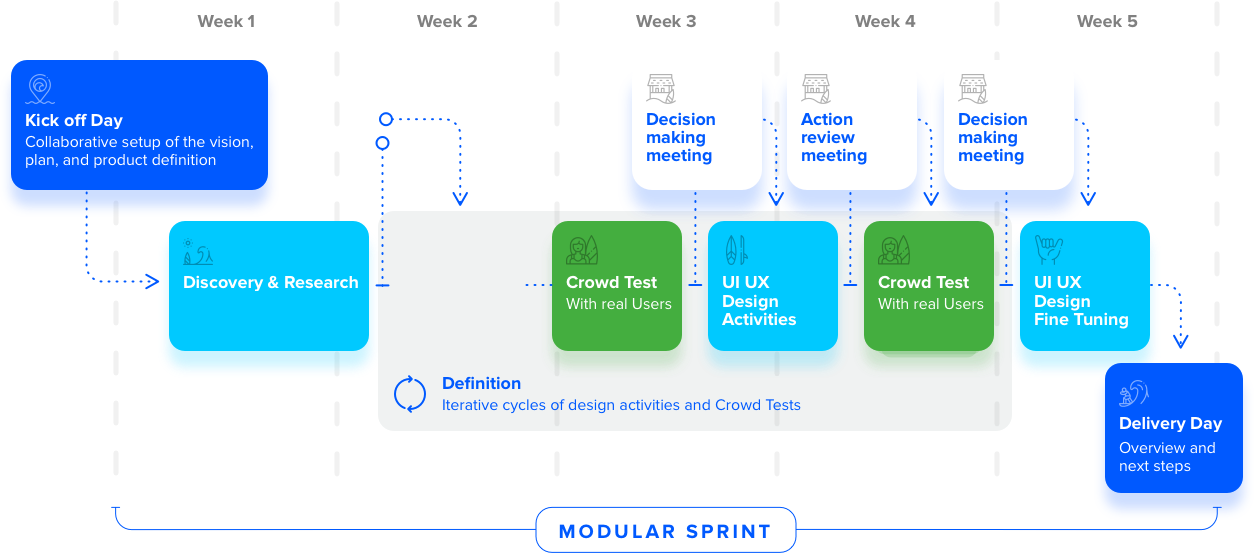 Week 1
Week 2
Week 3
Week 4
Week 5
Kick off Day
Collaborative setup of the vision,
plan, and product definition
Decision
making
meeting
Action
review
meeting
Decision
making
meeting
Discovery & Research
Crowd Test
With real Users
UI UX
Design
Activities
Crowd Test
With real Users
UI UX
Design
Fine Tuning
Definition
Iterative cycles of design activities and Crowd Tests
Delivery Day
Overview and
next steps
MODULAR SPRINT